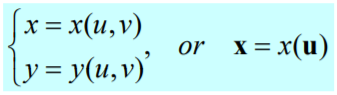 x = x(u,v)
y = y(u,v)
, or x = x(u)